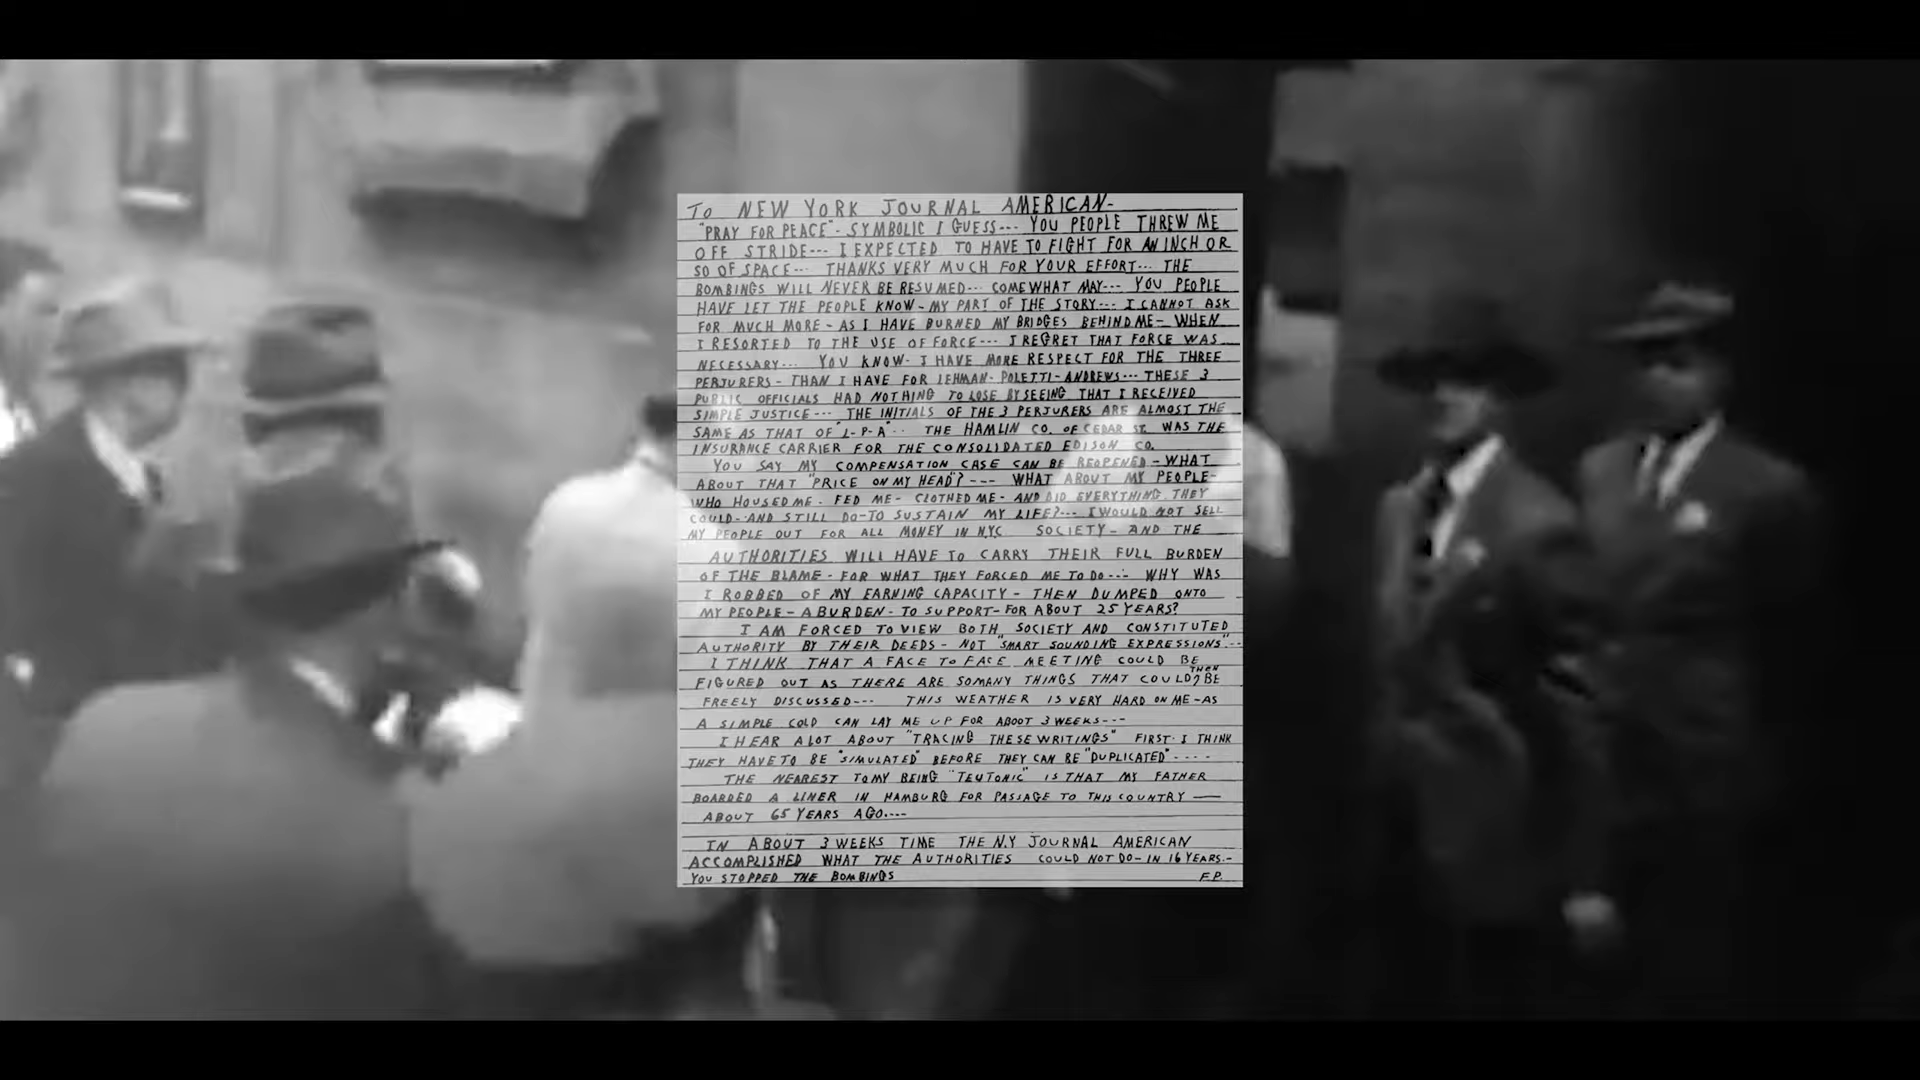 TO NEW YORK JOURNAL AMERICAN-
"PRAY FOR PEACE"- SYMBOLIC I GUESS--- YOU PEOPLE THREW ME
OFF STRIDE--- I EXPECTED TO HAVE TO FIGHT FOR AN INCH OR
SO OF SPACE--- THANKS VERY MUCH FOR YOUR EFFORT--- THE
BOMBINGS WILL NEVER BE RESUMED--- COME WHAT MAY--- YOU PEOPLE
HAVE LET THE PEOPLE KNOW- MY PART OF THE STORY--- I CANNOT ASK
FOR MUCH MORE- AS I HAVE BURNED MY BRIDGES BEHIND ME- WHEN
I RESORTED TO THE USE OF FORCE--- I REGRET THAT FORCE WAS
NECESSARY--- YOU KNOW- I HAVE MORE RESPECT FOR THE THREE
PERJURERS- THAN I HAVE FOR LEHMAN- POLETTI- ANDREWS--- THESE 3
PUBLIC OFFICIALS HAD NOTHING TO LOSE BY SEEING THAT I RECEIVED
SIMPLE JUSTICE--- THE INITIALS OF THE 3 PERJURERS ARE ALMOST THE
SAME AS THAT OF "L-P-A"-- THE HAMLIN CO. OF CEDAR ST. WAS THE
INSURANCE CARRIER FOR THE CONSOLIDATED EDISON CO.
YOU SAY MY COMPENSATION CASE CAN BE REOPENED- WHAT
ABOUT THAT "PRICE ON MY HEAD"? --- WHAT ABOUT MY PEOPLE-
WHO HOUSED ME- FED ME- CLOTHED ME- AND DID EVERYTHING THEY
COULD- AND STILL DO- TO SUSTAIN MY LIFE?--- I WOULD NOT SELL
MY PEOPLE OUT FOR ALL MONEY IN NYC SOCIETY- AND THE
AUTHORITIES WILL HAVE TO CARRY THEIR FULL BURDEN
OF THE BLAME- FOR WHAT THEY FORCED ME TO DO--- WHY WAS
I ROBBED OF MY EARNING CAPACITY- THEN DUMPED ONTO
MY PEOPLE- A BURDEN- TO SUPPORT- FOR ABOUT 25 YEARS?
I AM FORCED TO VIEW BOTH SOCIETY AND CONSTITUTED
AUTHORITY BY THEIR DEEDS- NOT "SMART SOUNDING EXPRESSIONS"--
I THINK THAT A FACE TO FACE MEETING COULD BE
FIGURED OUT AS THERE ARE SO MANY THINGS THAT COULD THEN BE
FREELY DISCUSSED--- THIS WEATHER IS VERY HARD ON ME- AS
A SIMPLE COLD CAN LAY ME UP FOR ABOUT 3 WEEKS---
I HEAR A LOT ABOUT "TRACING THESE WRITINGS" FIRST- I THINK
THEY HAVE TO BE "SIMULATED" BEFORE THEY CAN BE "DUPLICATED"----
THE NEAREST TO MY BEING "TEUTONIC" IS THAT MY FATHER
BOARDED A LINER IN HAMBURG FOR PASSAGE TO THIS COUNTRY —
ABOUT 65 YEARS AGO.---
IN ABOUT 3 WEEKS TIME THE N.Y JOURNAL AMERICAN
ACCOMPLISHED WHAT THE AUTHORITIES COULD NOT DO- IN 16 YEARS.-
YOU STOPPED THE BOMBINGS F.P.